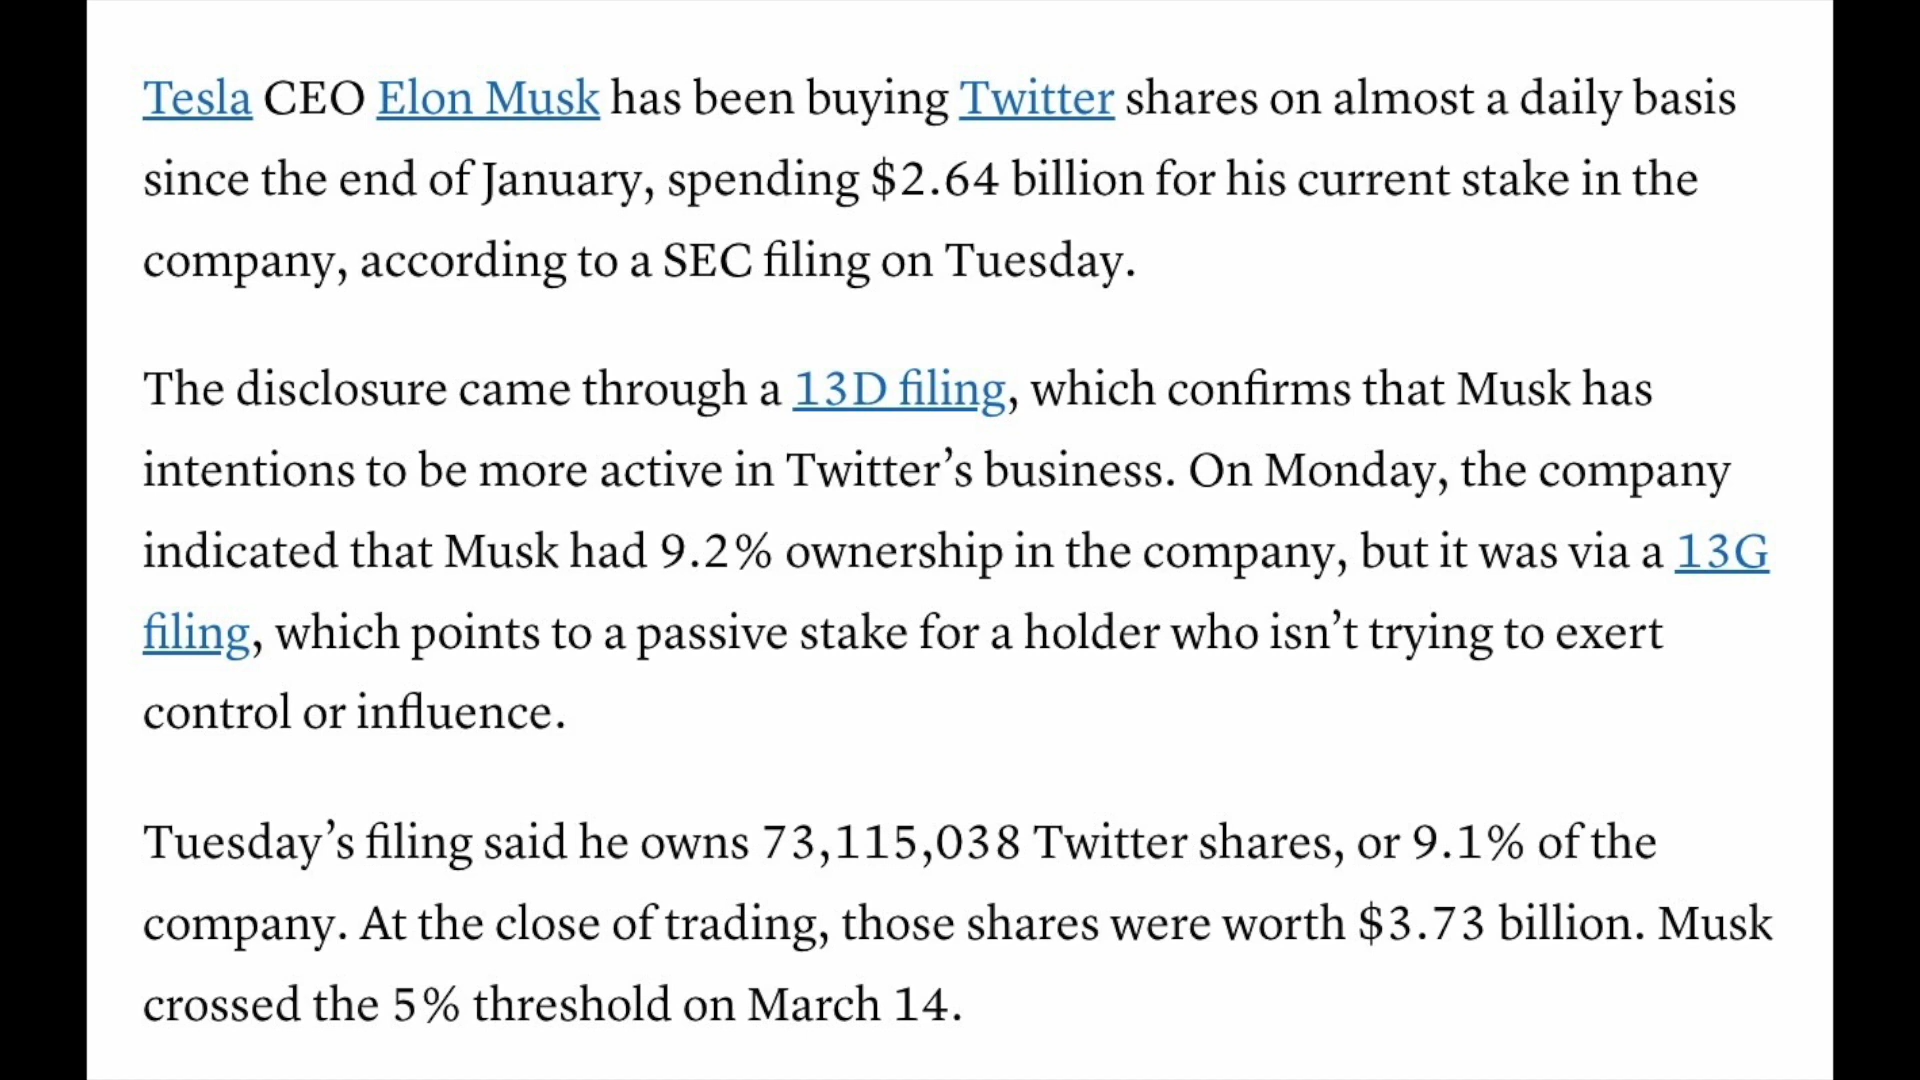 Tesla CEO Elon Musk has been buying Twitter shares on almost a daily basis
since the end of January, spending $2.64 billion for his current stake in the
company, according to a SEC filing on Tuesday.
The disclosure came through a 13D filing, which confirms that Musk has
intentions to be more active in Twitter’s business. On Monday, the company
indicated that Musk had 9.2% ownership in the company, but it was via a 13G
filing, which points to a passive stake for a holder who isn’t trying to exert
control or influence.
Tuesday’s filing said he owns 73,115,038 Twitter shares, or 9.1% of the
company. At the close of trading, those shares were worth $3.73 billion. Musk
crossed the 5% threshold on March 14.